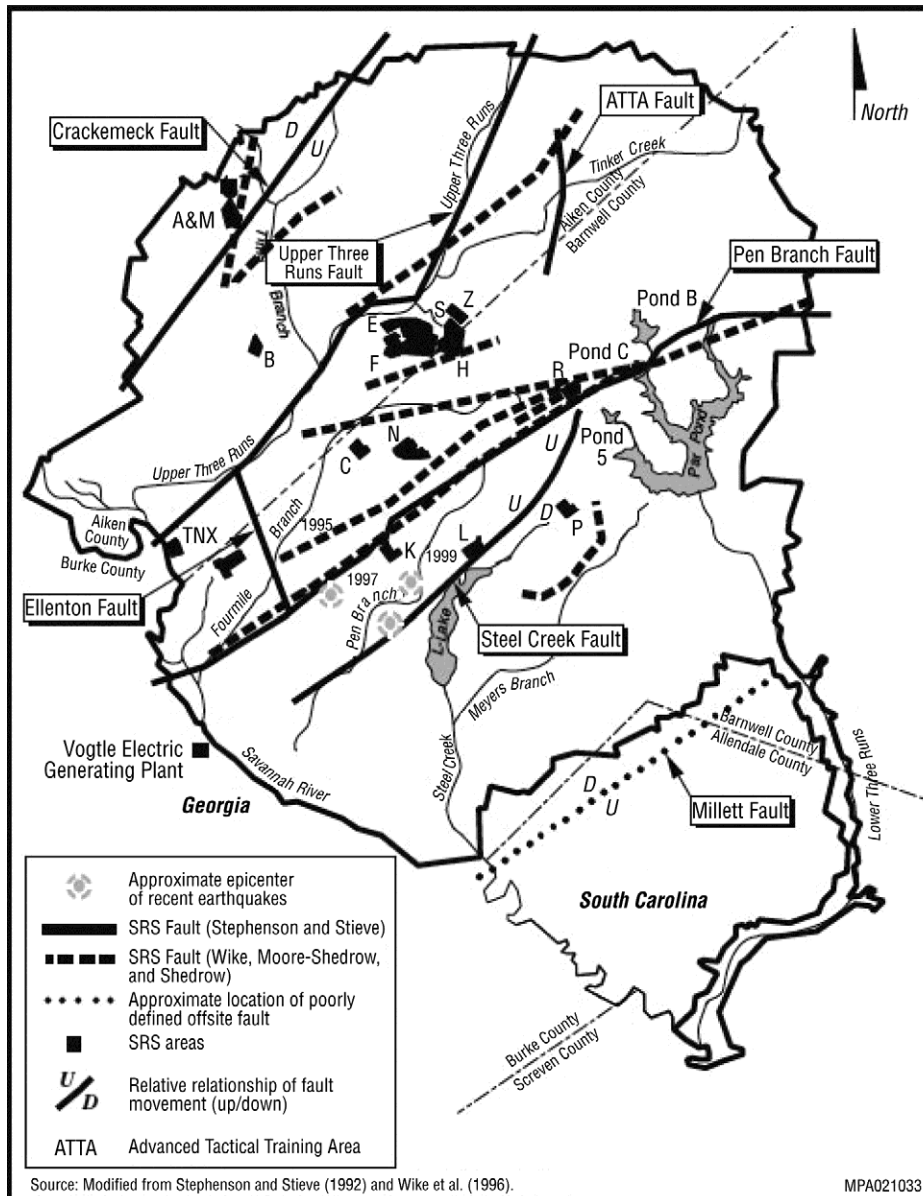 ATTA Fault
North
Crackemeck Fault
D
U
Upper Three Runs
Tinker Creek
Aiken County
Barnwell County
A&M
Upper Three
Runs Fault
Tims
Branch
Pen Branch Fault
Pond B
S
Z
E
F
H
B
Pond C
R
Par Pond
Pond
5
N
C
U
U
D
P
Upper Three Runs
Aiken
County
Burke County
TNX
Branch
1995
K
L
1999
1997
Ellenton Fault
Fourmile
Pen Branch
L-Lake
Steel Creek Fault
Meyers Branch
Steel Creek
Vogtle Electric
Generating Plant
Savannah River
Georgia
Barnwell County
Allendale County
Lower Three Runs
D
U
Millett Fault
South Carolina
Burke County
Screven County
Approximate epicenter
of recent earthquakes
SRS Fault (Stephenson and Stieve)
SRS Fault (Wike, Moore-Shedrow,
and Shedrow)
Approximate location of poorly
defined offsite fault
SRS areas
U
D
Relative relationship of fault
movement (up/down)
ATTA Advanced Tactical Training Area
Source: Modified from Stephenson and Stieve (1992) and Wike et al. (1996).
MPA021033